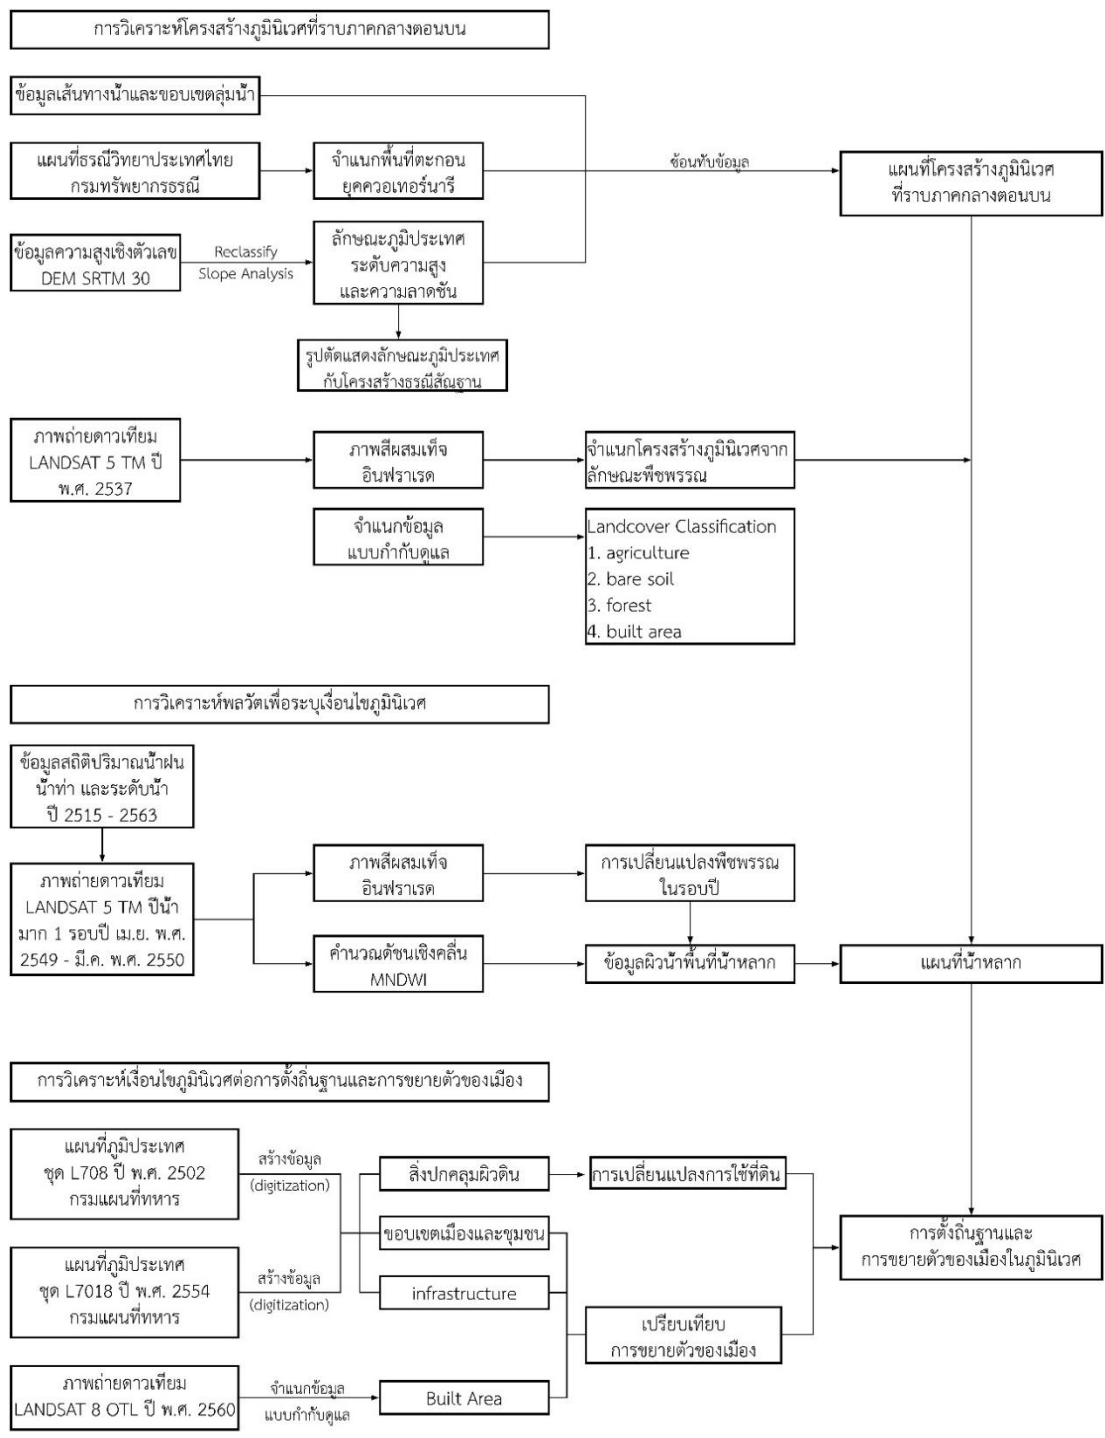 การวิเคราะห์โครงสร้างภูมินิเวศที่ราบภาคกลางตอนบน
ข้อมูลเส้นทางน้ำและขอบเขตลุ่มน้ำ
แผนที่ธรณีวิทยาประเทศไทย
กรมทรัพยากรธรณี
จำแนกพื้นที่ตะกอน
ยุคควอเทอร์นารี
ซ้อนทับข้อมูล
แผนที่โครงสร้างภูมินิเวศ
ที่ราบภาคกลางตอนบน
ข้อมูลความสูงเชิงตัวเลข
DEM SRTM 30
Reclassify
Slope Analysis
ลักษณะภูมิประเทศ
ระดับความสูง
และความลาดชัน
รูปตัดแสดงลักษณะภูมิประเทศ
กับโครงสร้างธรณีสัณฐาน
ภาพถ่ายดาวเทียม
LANDSAT 5 TM ปี
พ.ศ. 2537
ภาพสีผสมเท็จ
อินฟราเรด
จำแนกโครงสร้างภูมินิเวศจาก
ลักษณะพืชพรรณ
จำแนกข้อมูล
แบบกำกับดูแล
Landcover Classification
1. agriculture
2. bare soil
3. forest
4. built area
การวิเคราะห์พลวัตเพื่อระบุเงื่อนไขภูมินิเวศ
ข้อมูลสถิติปริมาณน้ำฝน
น้ำท่า และระดับน้ำ
ปี 2515 - 2563
ภาพถ่ายดาวเทียม
LANDSAT 5 TM ปีน้ำ
มาก 1 รอบปี เม.ย. พ.ศ.
2549 - มี.ค. พ.ศ. 2550
ภาพสีผสมเท็จ
อินฟราเรด
การเปลี่ยนแปลงพืชพรรณ
ในรอบปี
คำนวณดัชนเชิงคลื่น
MNDWI
ข้อมูลผิวน้ำพื้นที่น้ำหลาก
แผนที่น้ำหลาก
การวิเคราะห์เงื่อนไขภูมินิเวศต่อการตั้งถิ่นฐานและการขยายตัวของเมือง
แผนที่ภูมิประเทศ
ชุด L708 ปี พ.ศ. 2502
กรมแผนที่ทหาร
สร้างข้อมูล
(digitization)
สิ่งปกคลุมผิวดิน
การเปลี่ยนแปลงการใช้ที่ดิน
ขอบเขตเมืองและชุมชน
การตั้งถิ่นฐานและ
การขยายตัวของเมืองในภูมินิเวศ
แผนที่ภูมิประเทศ
ชุด L7018 ปี พ.ศ. 2554
กรมแผนที่ทหาร
สร้างข้อมูล
(digitization)
infrastructure
เปรียบเทียบ
การขยายตัวของเมือง
ภาพถ่ายดาวเทียม
LANDSAT 8 OTL ปี พ.ศ. 2560
จำแนกข้อมูล
แบบกำกับดูแล
Built Area